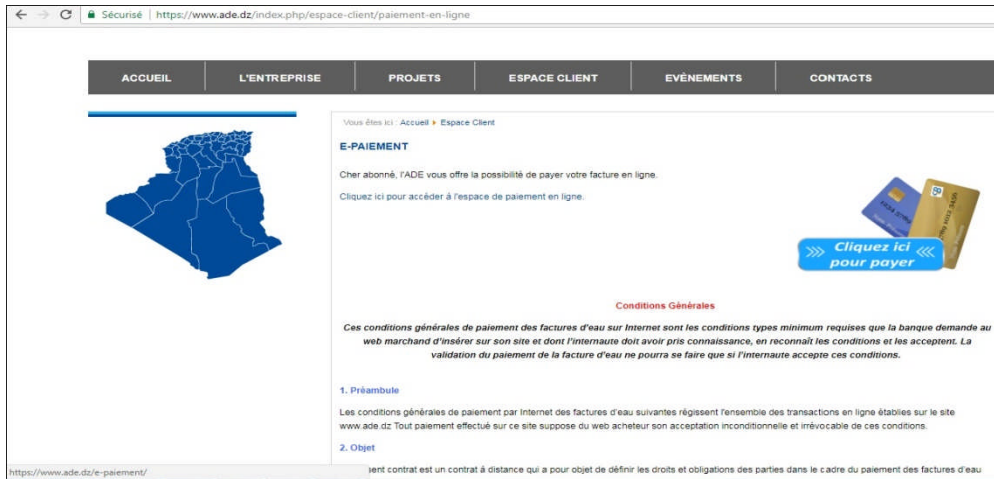 Sécurisé | https://www.ade.dz/index.php/espace-client/paiement-en-ligne
ACCUEIL L'ENTREPRISE PROJETS ESPACE CLIENT EVÈNEMENTS CONTACTS
Vous êtes ici : Accueil Espace Client
E-PAIEMENT
Cher abonné, l'ADE vous offre la possibilité de payer votre facture en ligne.
Cliquez ici pour accéder à l'espace de paiement en ligne.
Cliquez ici
pour payer
Conditions Générales
Ces conditions générales de paiement des factures d'eau sur Internet sont les conditions types minimum requises que la banque demande au
web marchand d'insérer sur son site et dont l'internaute doit avoir pris connaissance, en reconnaît les conditions et les acceptent. La
validation du paiement de la facture d'eau ne pourra se faire que si l'internaute accepte ces conditions.
1. Préambule
Les conditions générales de paiement par Internet des factures d'eau suivantes régissent l'ensemble des transactions en ligne établies sur le site
www.ade.dz Tout paiement effectué sur ce site suppose du web acheteur son acceptation inconditionnelle et irrévocable de ces conditions.
2. Objet
ent contrat est un contrat à distance qui a pour objet de définir les droits et obligations des parties dans le cadre du paiement des factures d'eau
https://www.ade.dz/e-paiement/